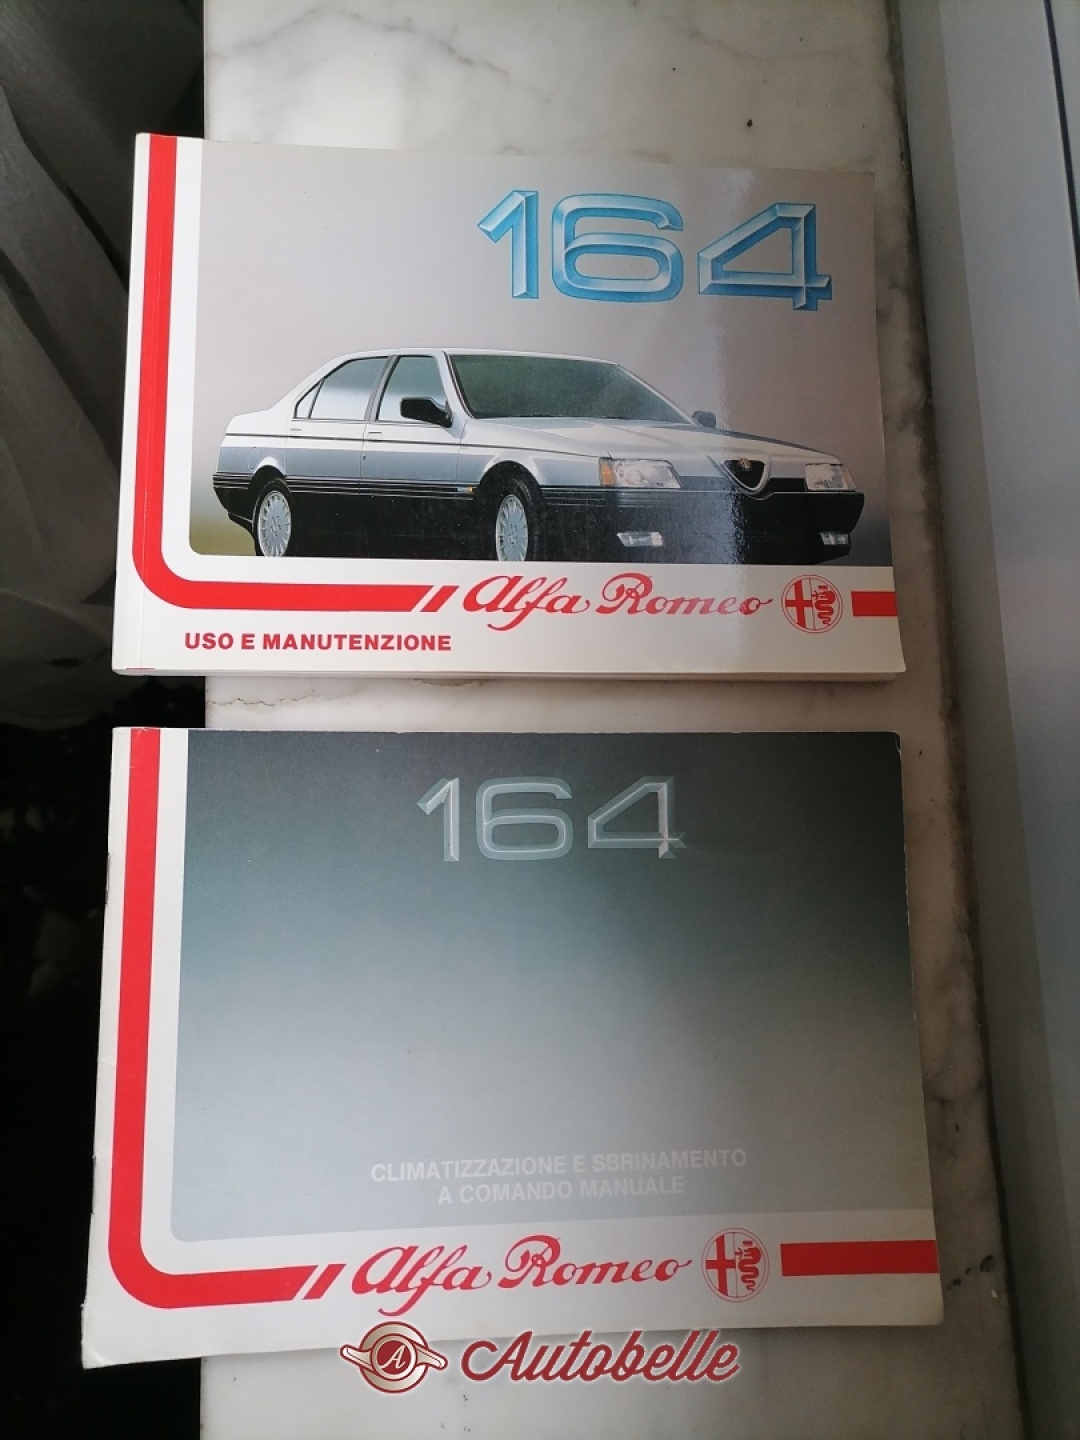 164
Alfa Romeo
USO E MANUTENZIONE
164
CLIMATIZZAZIONE E SBRINAMENTO
A COMANDO MANUALE
Alfa Romeo
A Autobelle